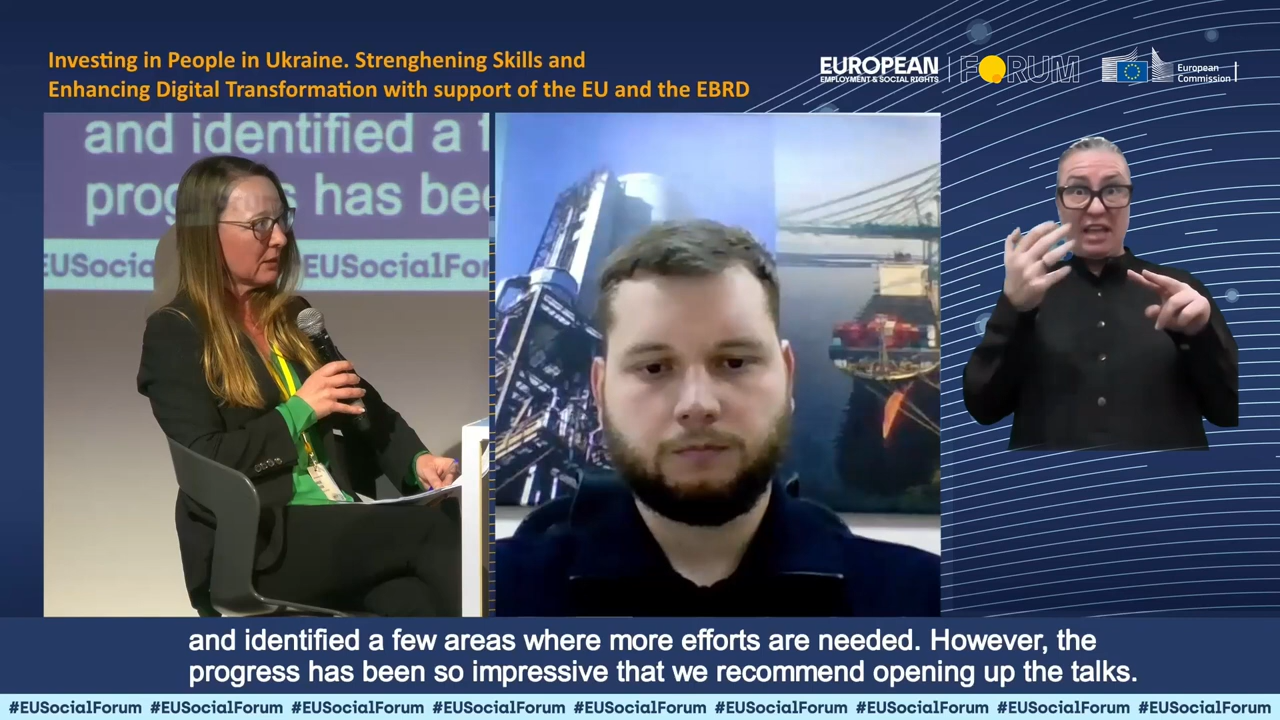 Investing in People in Ukraine. Strenghening Skills and
Enhancing Digital Transformation with support of the EU and the EBRD
EUROPEAN
EMPLOYMENT & SOCIAL RIGHTS
FORUM
European
Commission
and identified a f
progress has bee
EUSocia
EUSocialFor
and identified a few areas where more efforts are needed. However, the
progress has been so impressive that we recommend opening up the talks.
#EUSocialForum #EUSocialForum #EUSocialForum #EUSocialForum #EUSocialForum #EUSocialForum #EUSocialForum #EUSocialForum #EUSocialForum